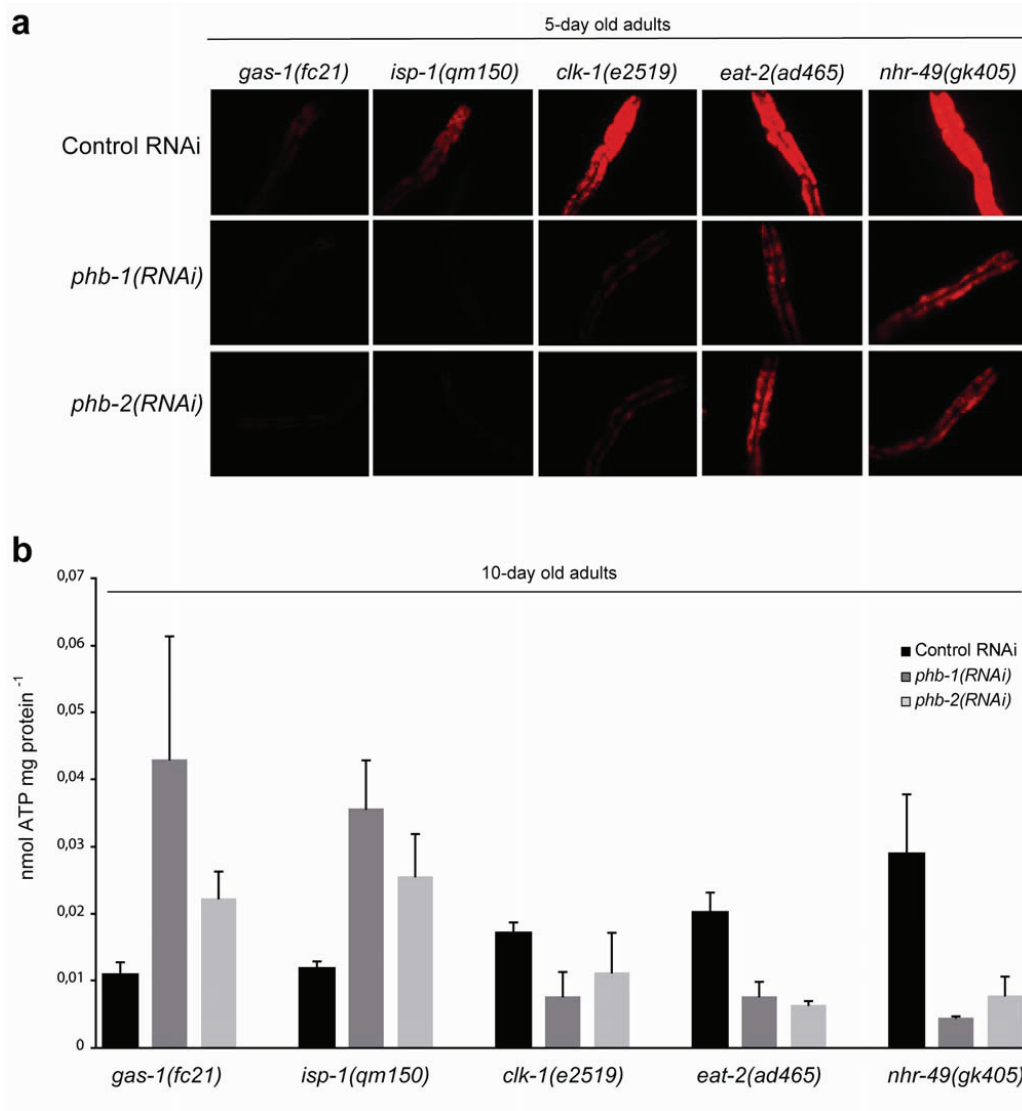 a
5-day old adults
gas-1(fc21) isp-1(qm150) clk-1(e2519) eat-2(ad465) nhr-49(gk405)
Control RNAi
phb-1(RNAi)
phb-2(RNAi)
b
10-day old adults
0,07
0,06
0,05
0,04
0,03
0,02
0,01
0
nmol ATP mg protein -1
Control RNAi
phb-1(RNAi)
phb-2(RNAi)
gas-1(fc21) isp-1(qm150) clk-1(e2519) eat-2(ad465) nhr-49(gk405)